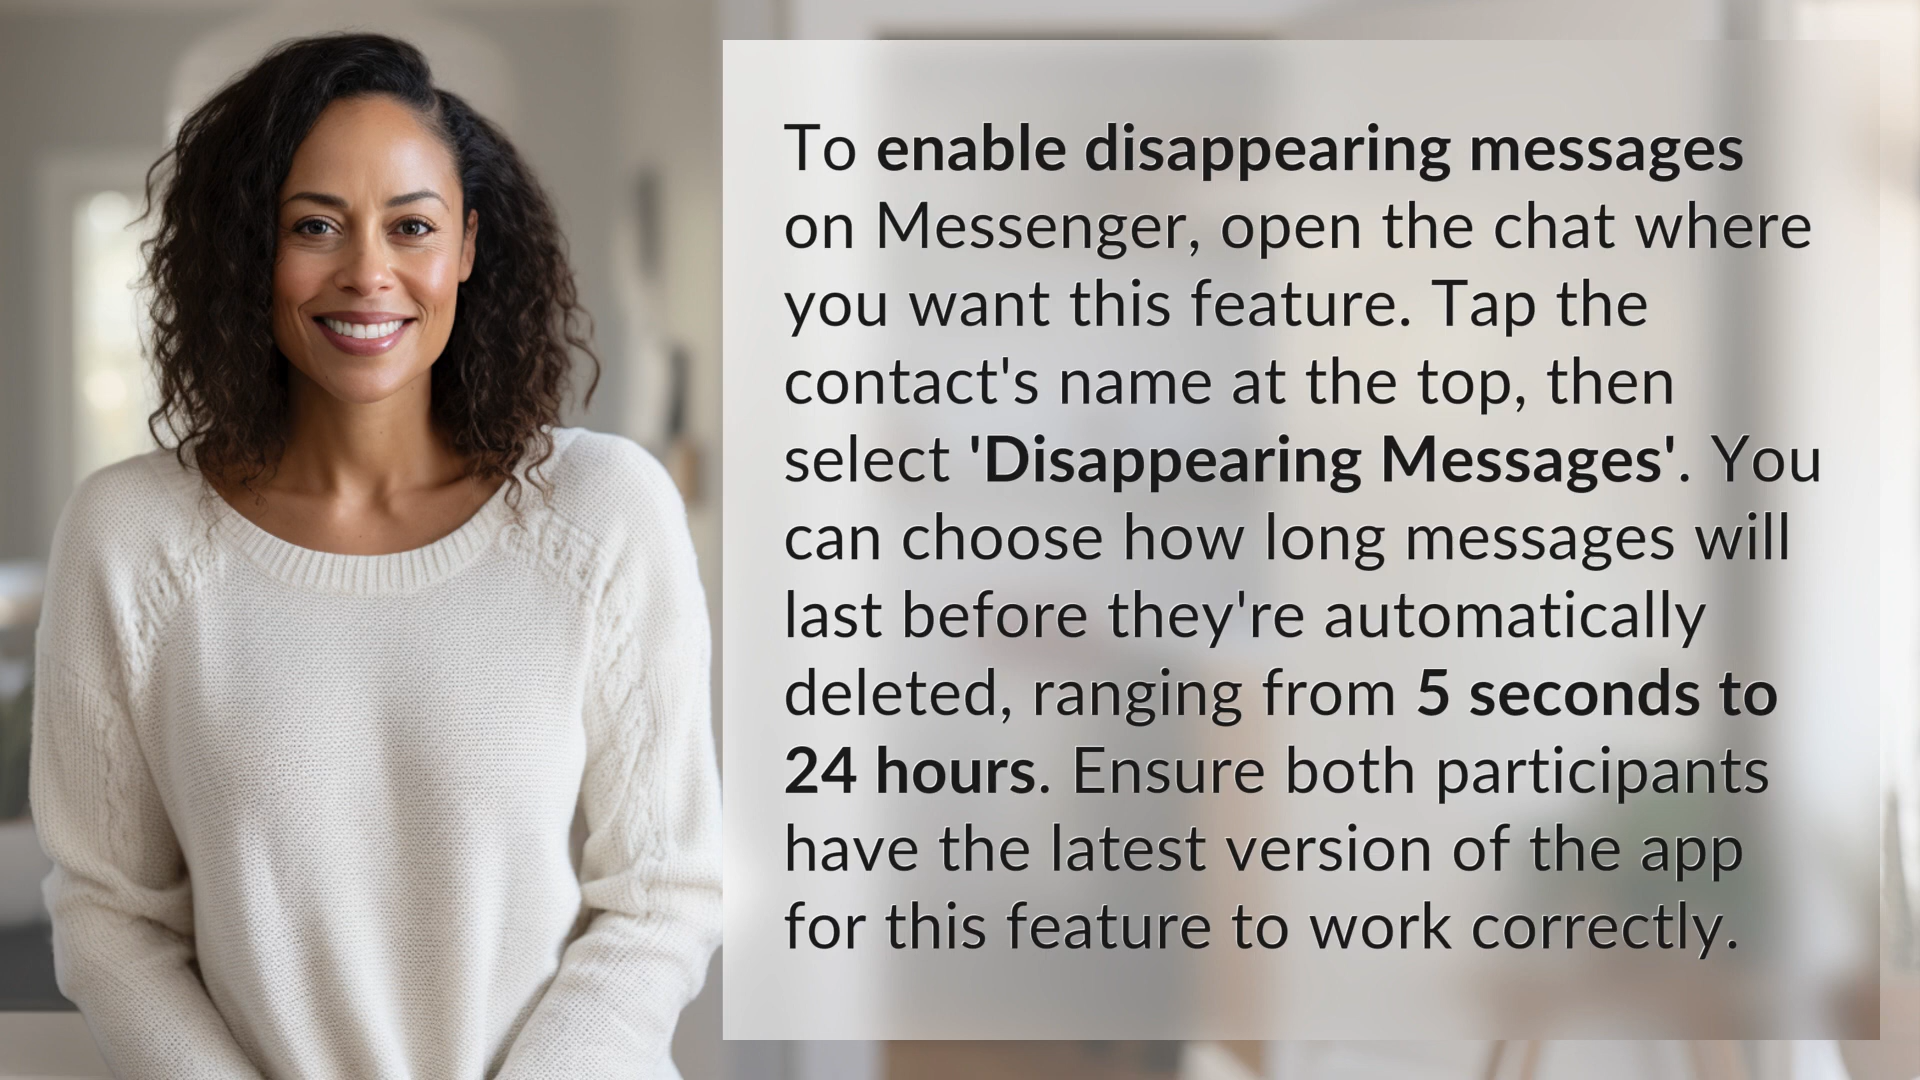 To enable disappearing messages
on Messenger, open the chat where
you want this feature. Tap the
contact's name at the top, then
select 'Disappearing Messages'. You
can choose how long messages will
last before they're automatically
deleted, ranging from 5 seconds to
24 hours. Ensure both participants
have the latest version of the app
for this feature to work correctly.